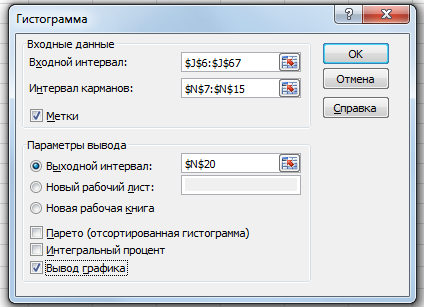 Гистограмма
Входные данные
Входной интервал: $J$6:$J$67
OK
Интервал карманов: $N$7:$N$15
Отмена
Метки
Справка
Параметры вывода
Выходной интервал: $N$20
Новый рабочий лист:
Новая рабочая книга
Парето (отсортированная гистограмма)
Интегральный процент
Вывод графика